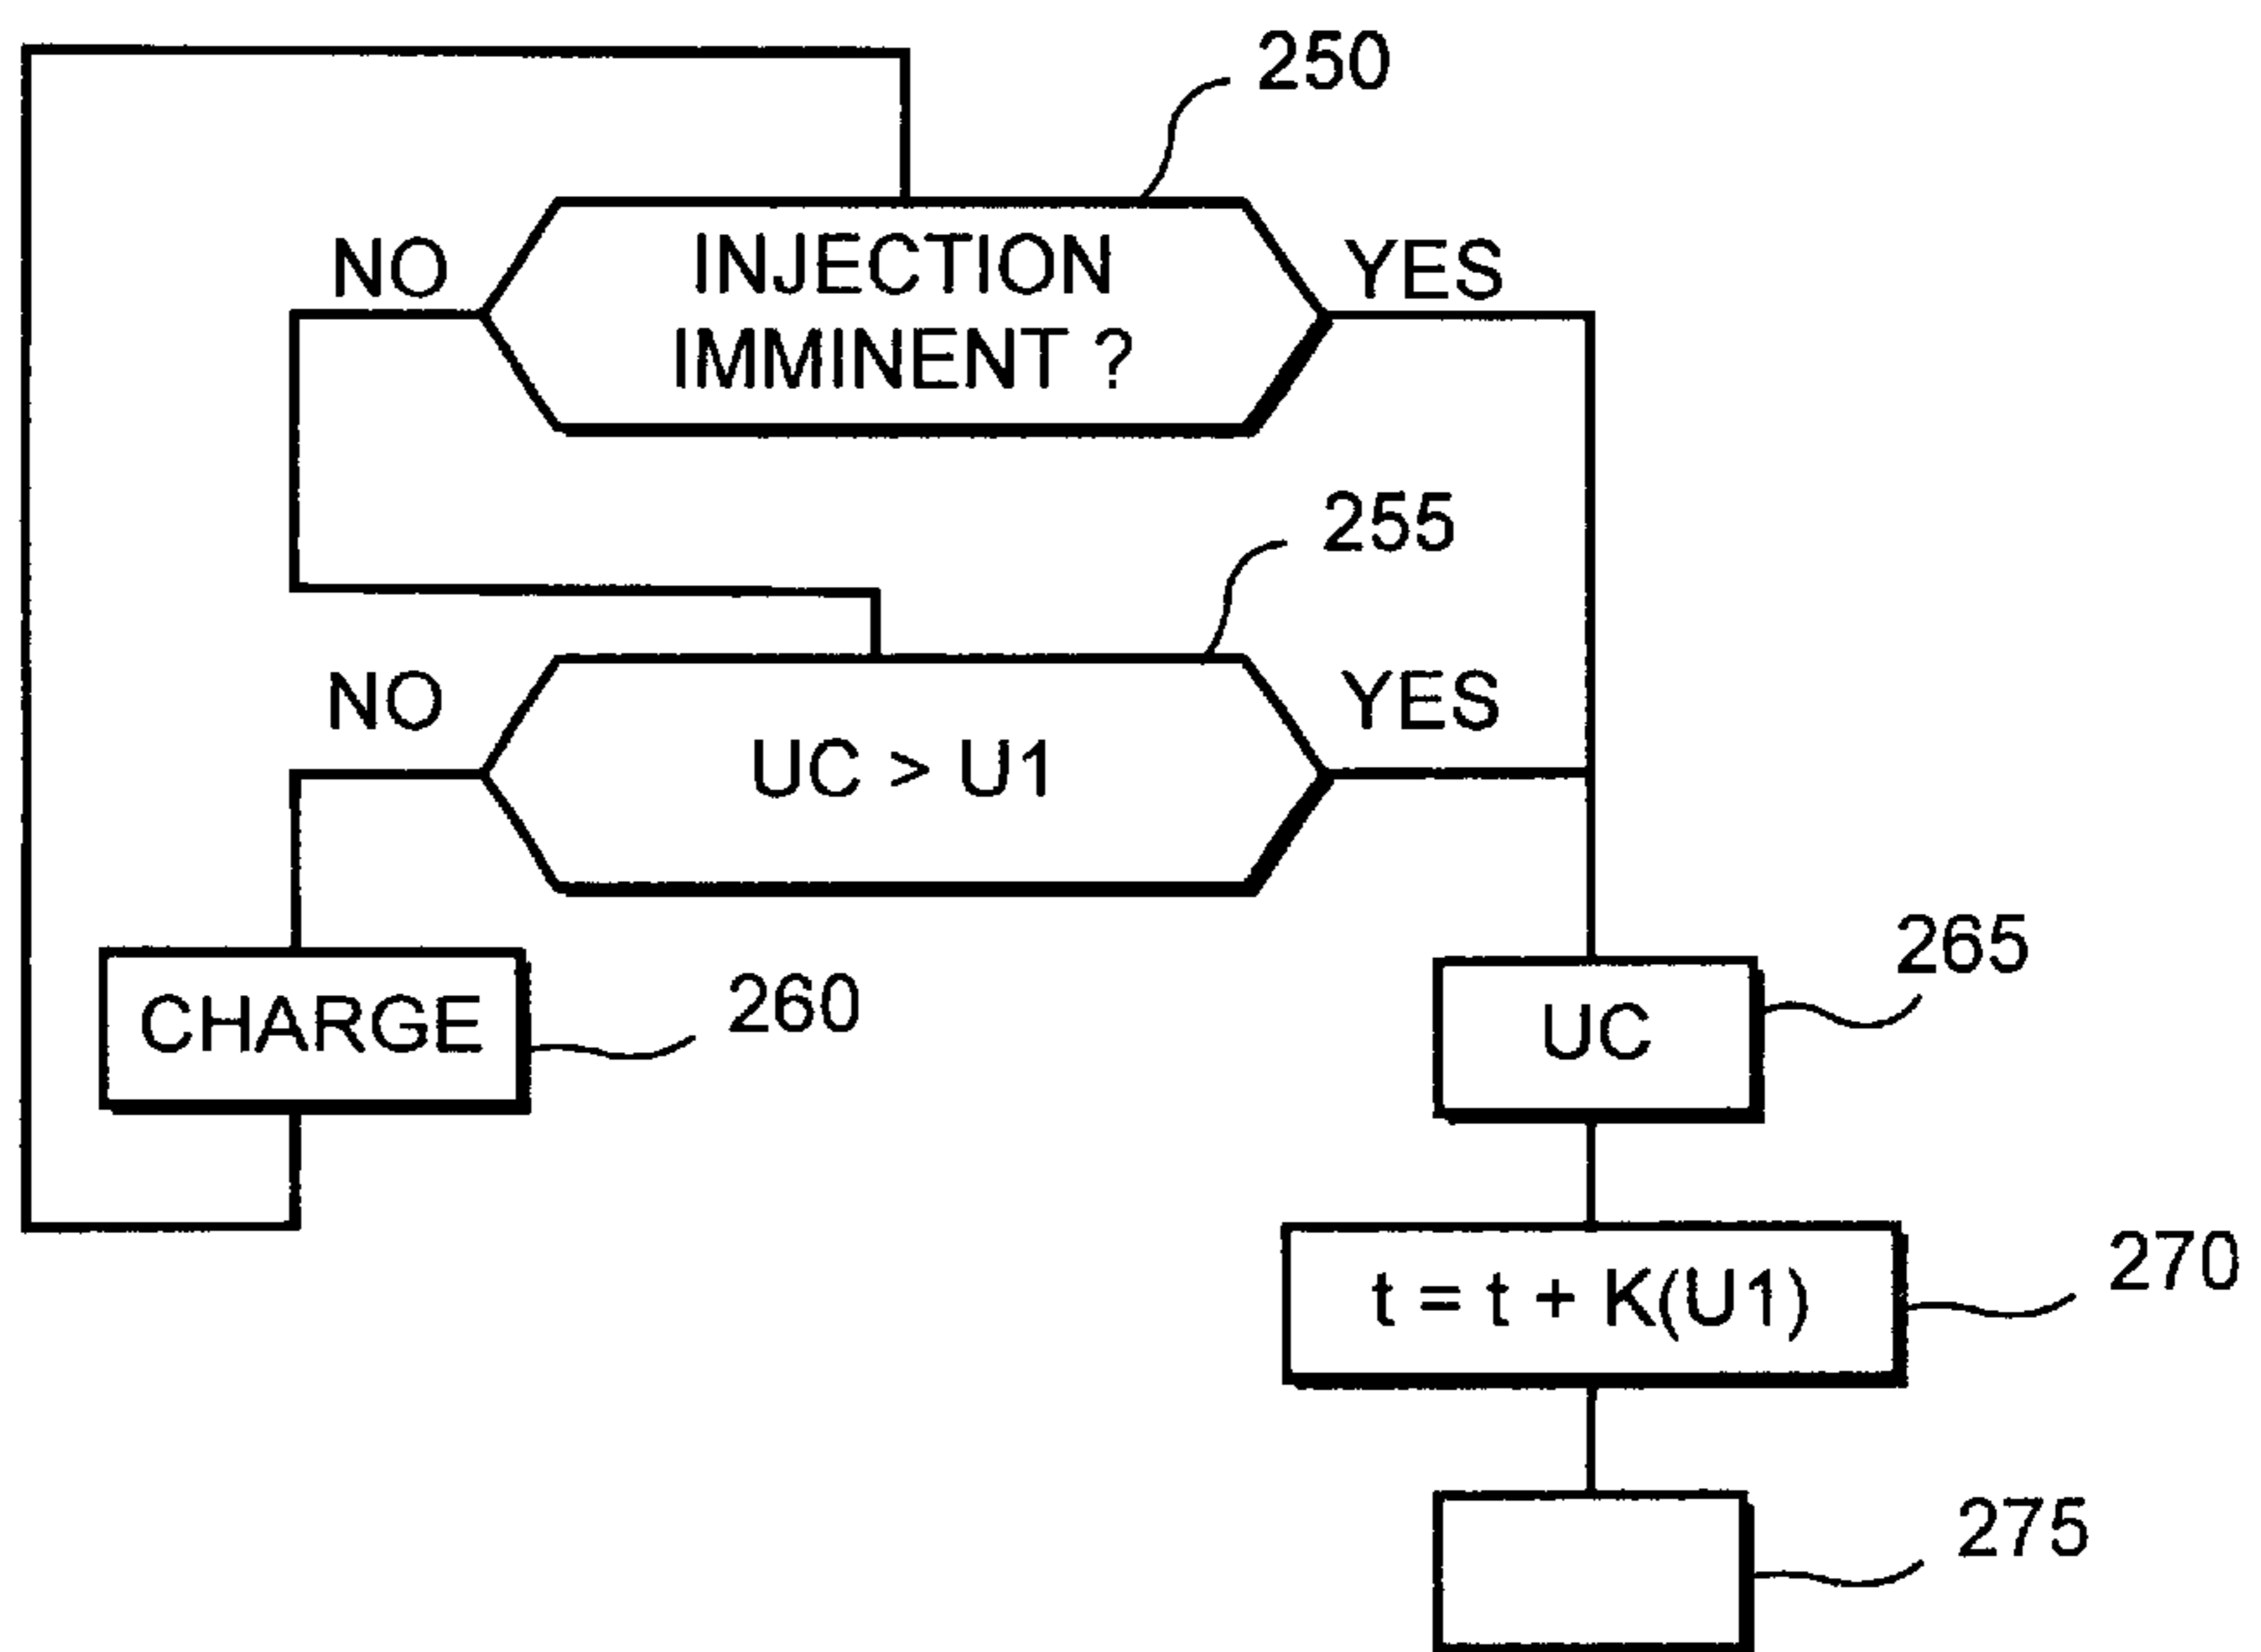 250
NO
INJECTION
IMMINENT ?
YES
255
NO
UC > U1
YES
CHARGE
260
UC
265
t = t + K(U1)
270
275